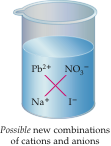 Pb²⁺ NO₃⁻
Na⁺ I⁻
Possible new combinations
of cations and anions